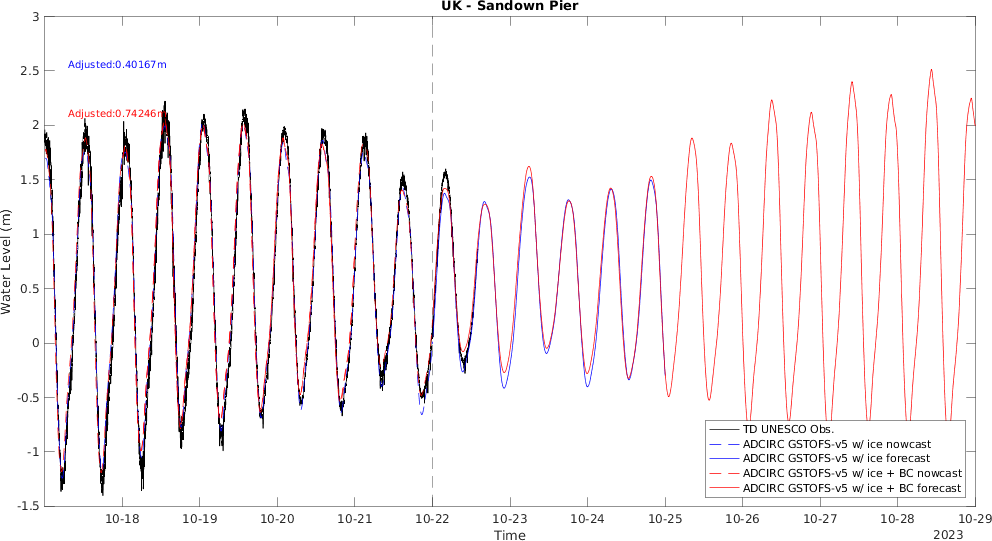 UK - Sandown Pier
3
2.5
2
1.5
1
0.5
0
-0.5
-1
-1.5
Water Level (m)
Adjusted:0.40167m
Adjusted:0.74246m
TD UNESCO Obs.
ADCIRC GSTOFS-v5 w/ ice nowcast
ADCIRC GSTOFS-v5 w/ ice forecast
ADCIRC GSTOFS-v5 w/ ice + BC nowcast
ADCIRC GSTOFS-v5 w/ ice + BC forecast
10-18 10-19 10-20 10-21 10-22 10-23 10-24 10-25 10-26 10-27 10-28 10-29
Time
2023